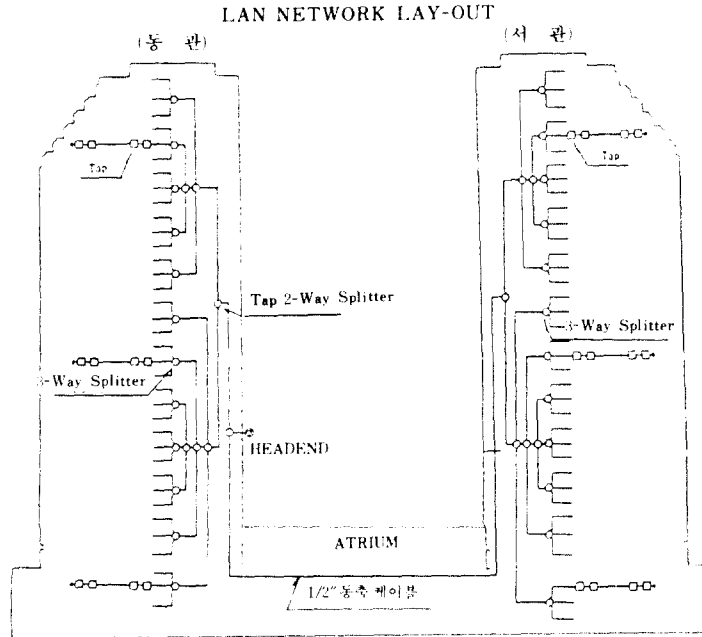 LAN NETWORK LAY-OUT
(동 관)
(서 관)
Tap
Tap
Tap 2-Way Splitter
3-Way Splitter
3-Way Splitter
HEADEND
ATRIUM
1/2" 동축 케이블